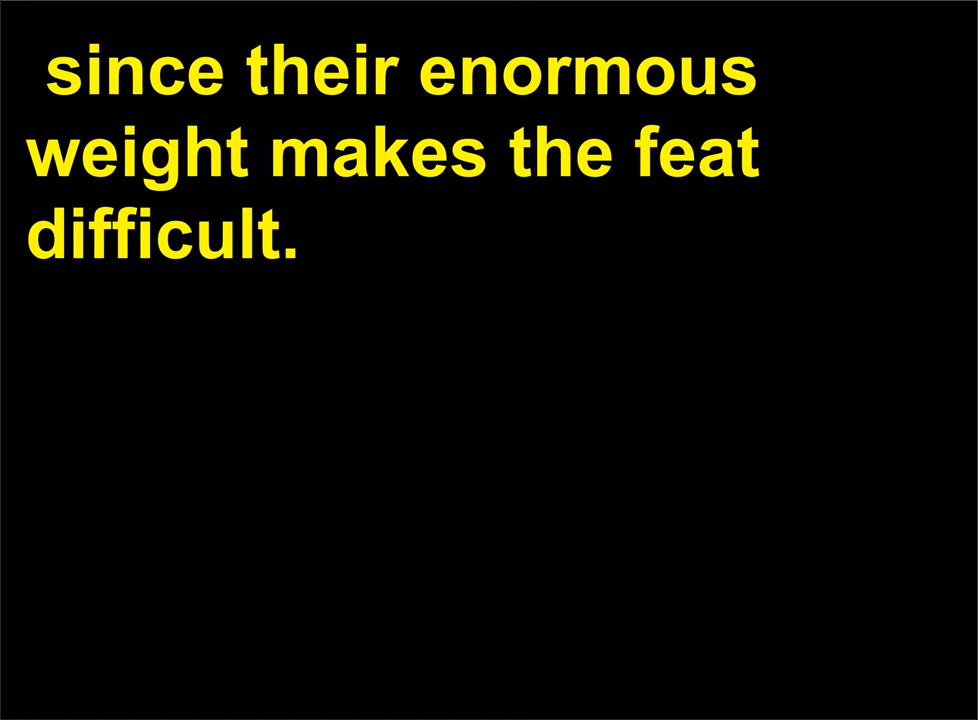 since their enormous
weight makes the feat
difficult.